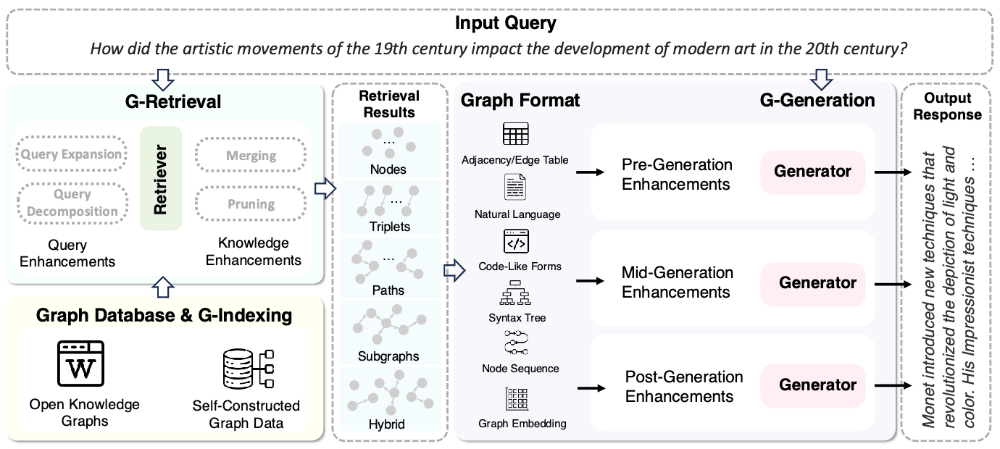 Input Query
How did the artistic movements of the 19th century impact the development of modern art in the 20th century?
G-Retrieval
Query Expansion
Query
Decomposition
Query
Enhancements
Retriever
Merging
Pruning
Knowledge
Enhancements
Graph Database & G-Indexing
W
Open Knowledge
Graphs
Self-Constructed
Graph Data
Retrieval
Results
...
Nodes
...
Triplets
...
Paths
Subgraphs
Hybrid
Graph Format
Adjacency/Edge Table
Natural Language
</>
Code-Like Forms
Syntax Tree
Node Sequence
Graph Embedding
G-Generation
Pre-Generation
Enhancements
Generator
Mid-Generation
Enhancements
Generator
Post-Generation
Enhancements
Generator
Output
Response
Monet introduced new techniques that
revolutionized the depiction of light and
color. His Impressionist techniques ...